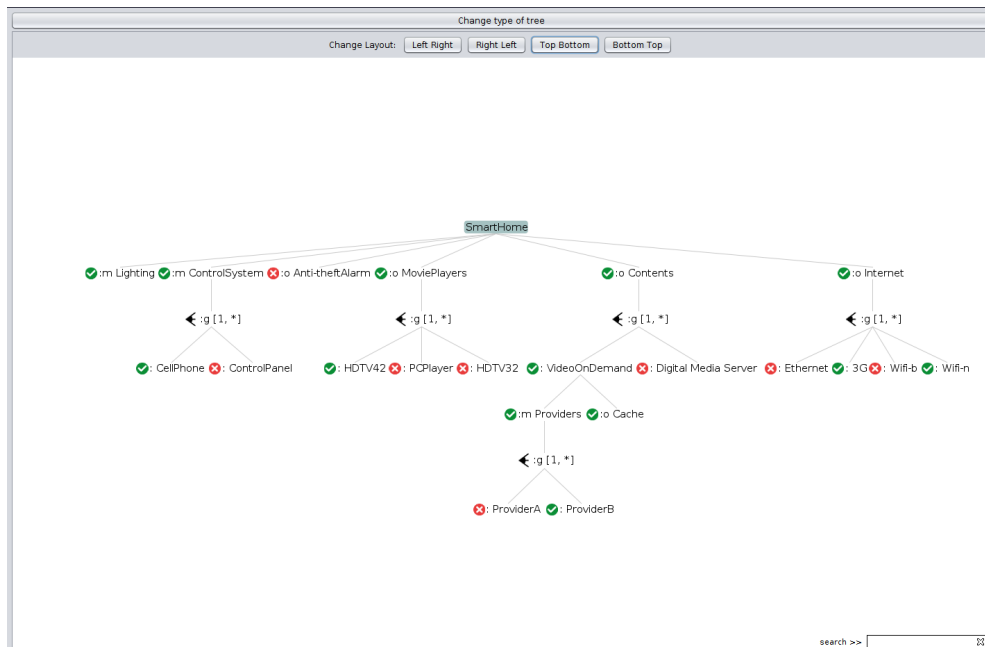 Change type of tree
Change Layout: Left Right Right Left Top Bottom Bottom Top
SmartHome
:m Lighting :m ControlSystem :o Anti-theftAlarm :o MoviePlayers :o Contents :o Internet
:g [1, *] :g [1, *] :g [1, *] :g [1, *]
: CellPhone : ControlPanel : HDTV42 : PCPlayer : HDTV32 : VideoOnDemand : Digital Media Server : Ethernet : 3G : Wifi-b : Wifi-n
:m Providers :o Cache
:g [1, *]
: ProviderA : ProviderB
search >>